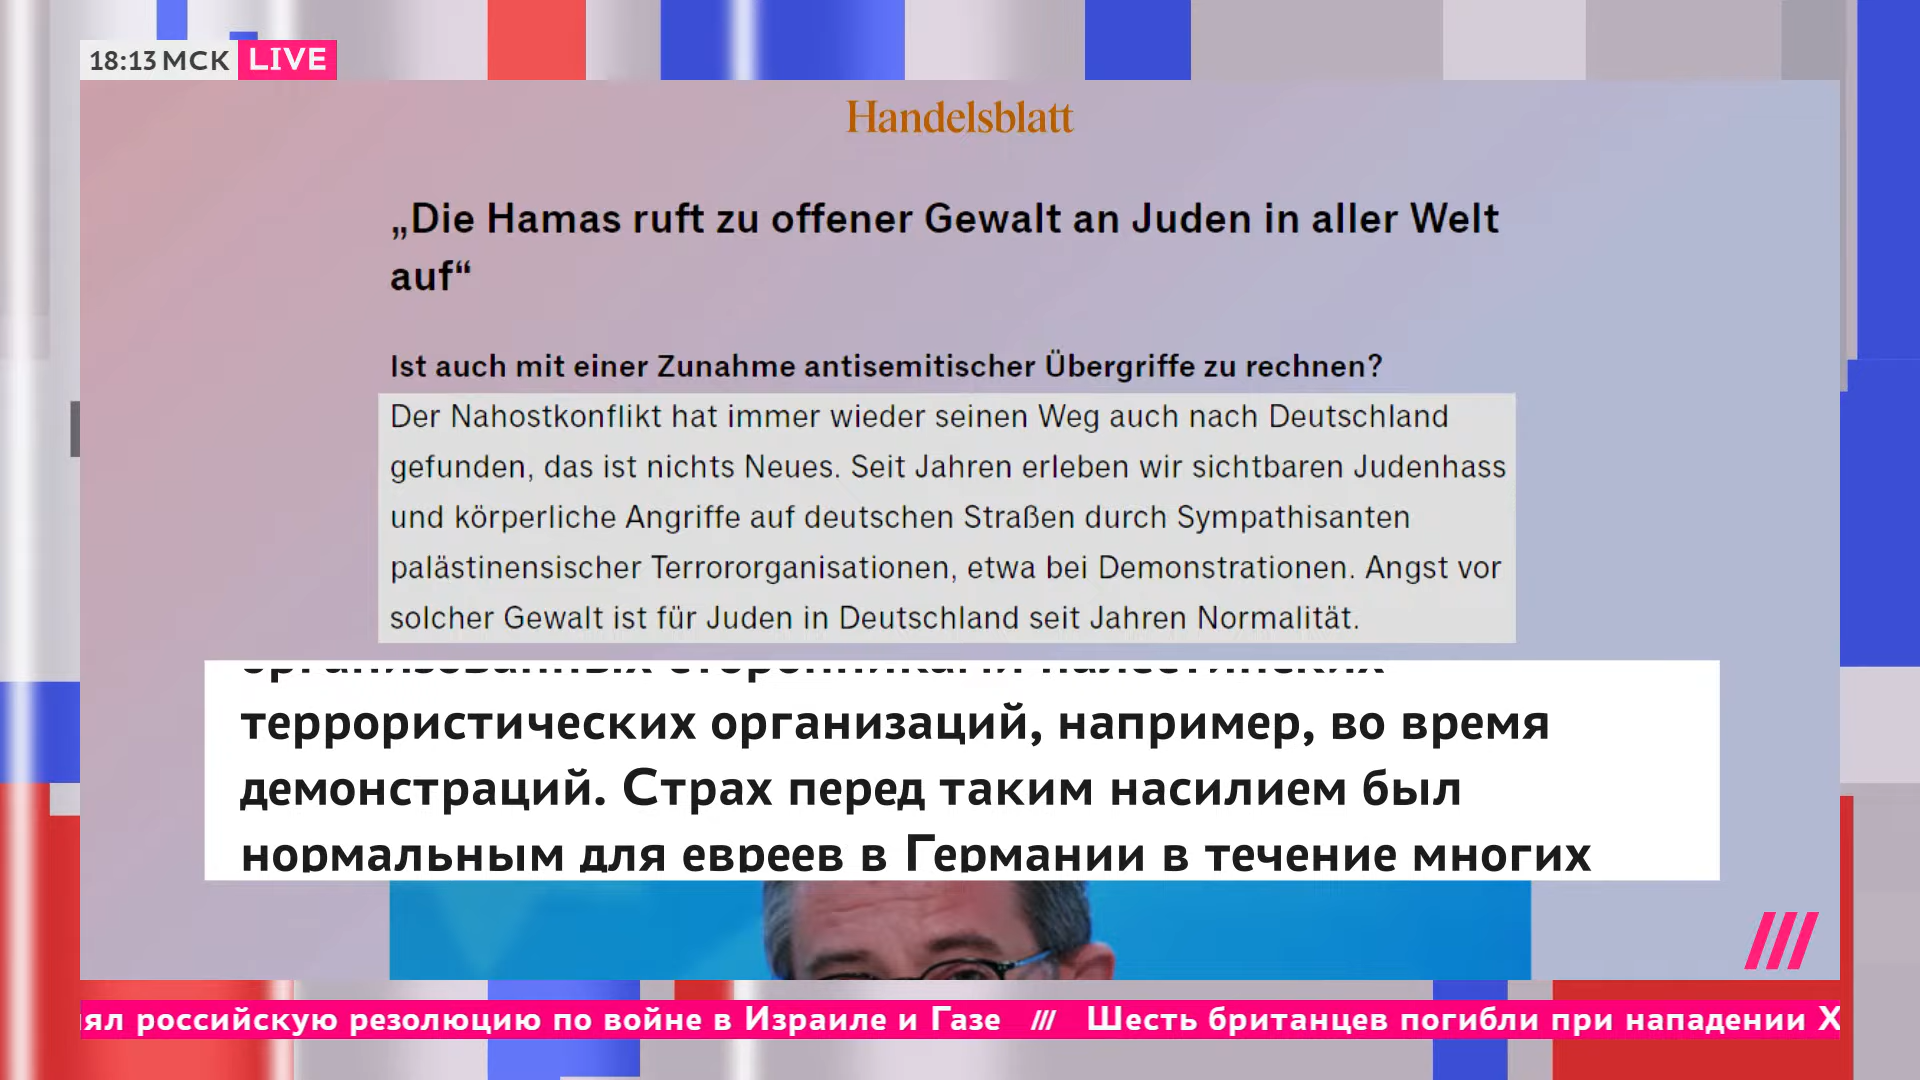 18:13 МСК LIVE
Handelsblatt
„Die Hamas ruft zu offener Gewalt an Juden in aller Welt
auf“
Ist auch mit einer Zunahme antisemitischer Übergriffe zu rechnen?
Der Nahostkonflikt hat immer wieder seinen Weg auch nach Deutschland
gefunden, das ist nichts Neues. Seit Jahren erleben wir sichtbaren Judenhass
und körperliche Angriffe auf deutschen Straßen durch Sympathisanten
palästinensischer Terrororganisationen, etwa bei Demonstrationen. Angst vor
solcher Gewalt ist für Juden in Deutschland seit Jahren Normalität.
террористических организаций, например, во время
демонстраций. Страх перед таким насилием был
нормальным для евреев в Германии в течение многих
российскую резолюцию по войне в Израиле и Газе /// Шесть британцев погибли при нападении Х